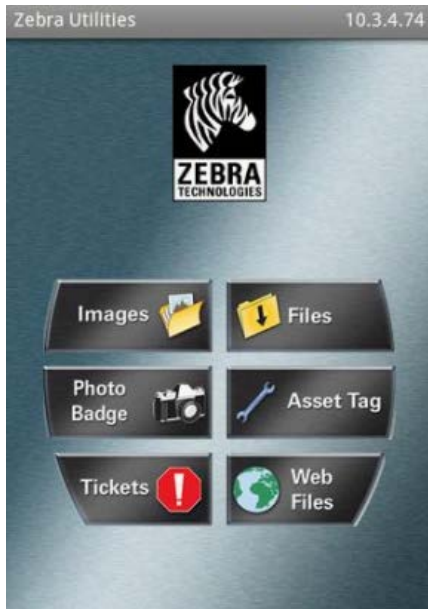 Zebra Utilities 10.3.4.74
ZEBRA
TECHNOLOGIES
Images
Files
Photo
Badge
Asset Tag
Tickets
Web
Files